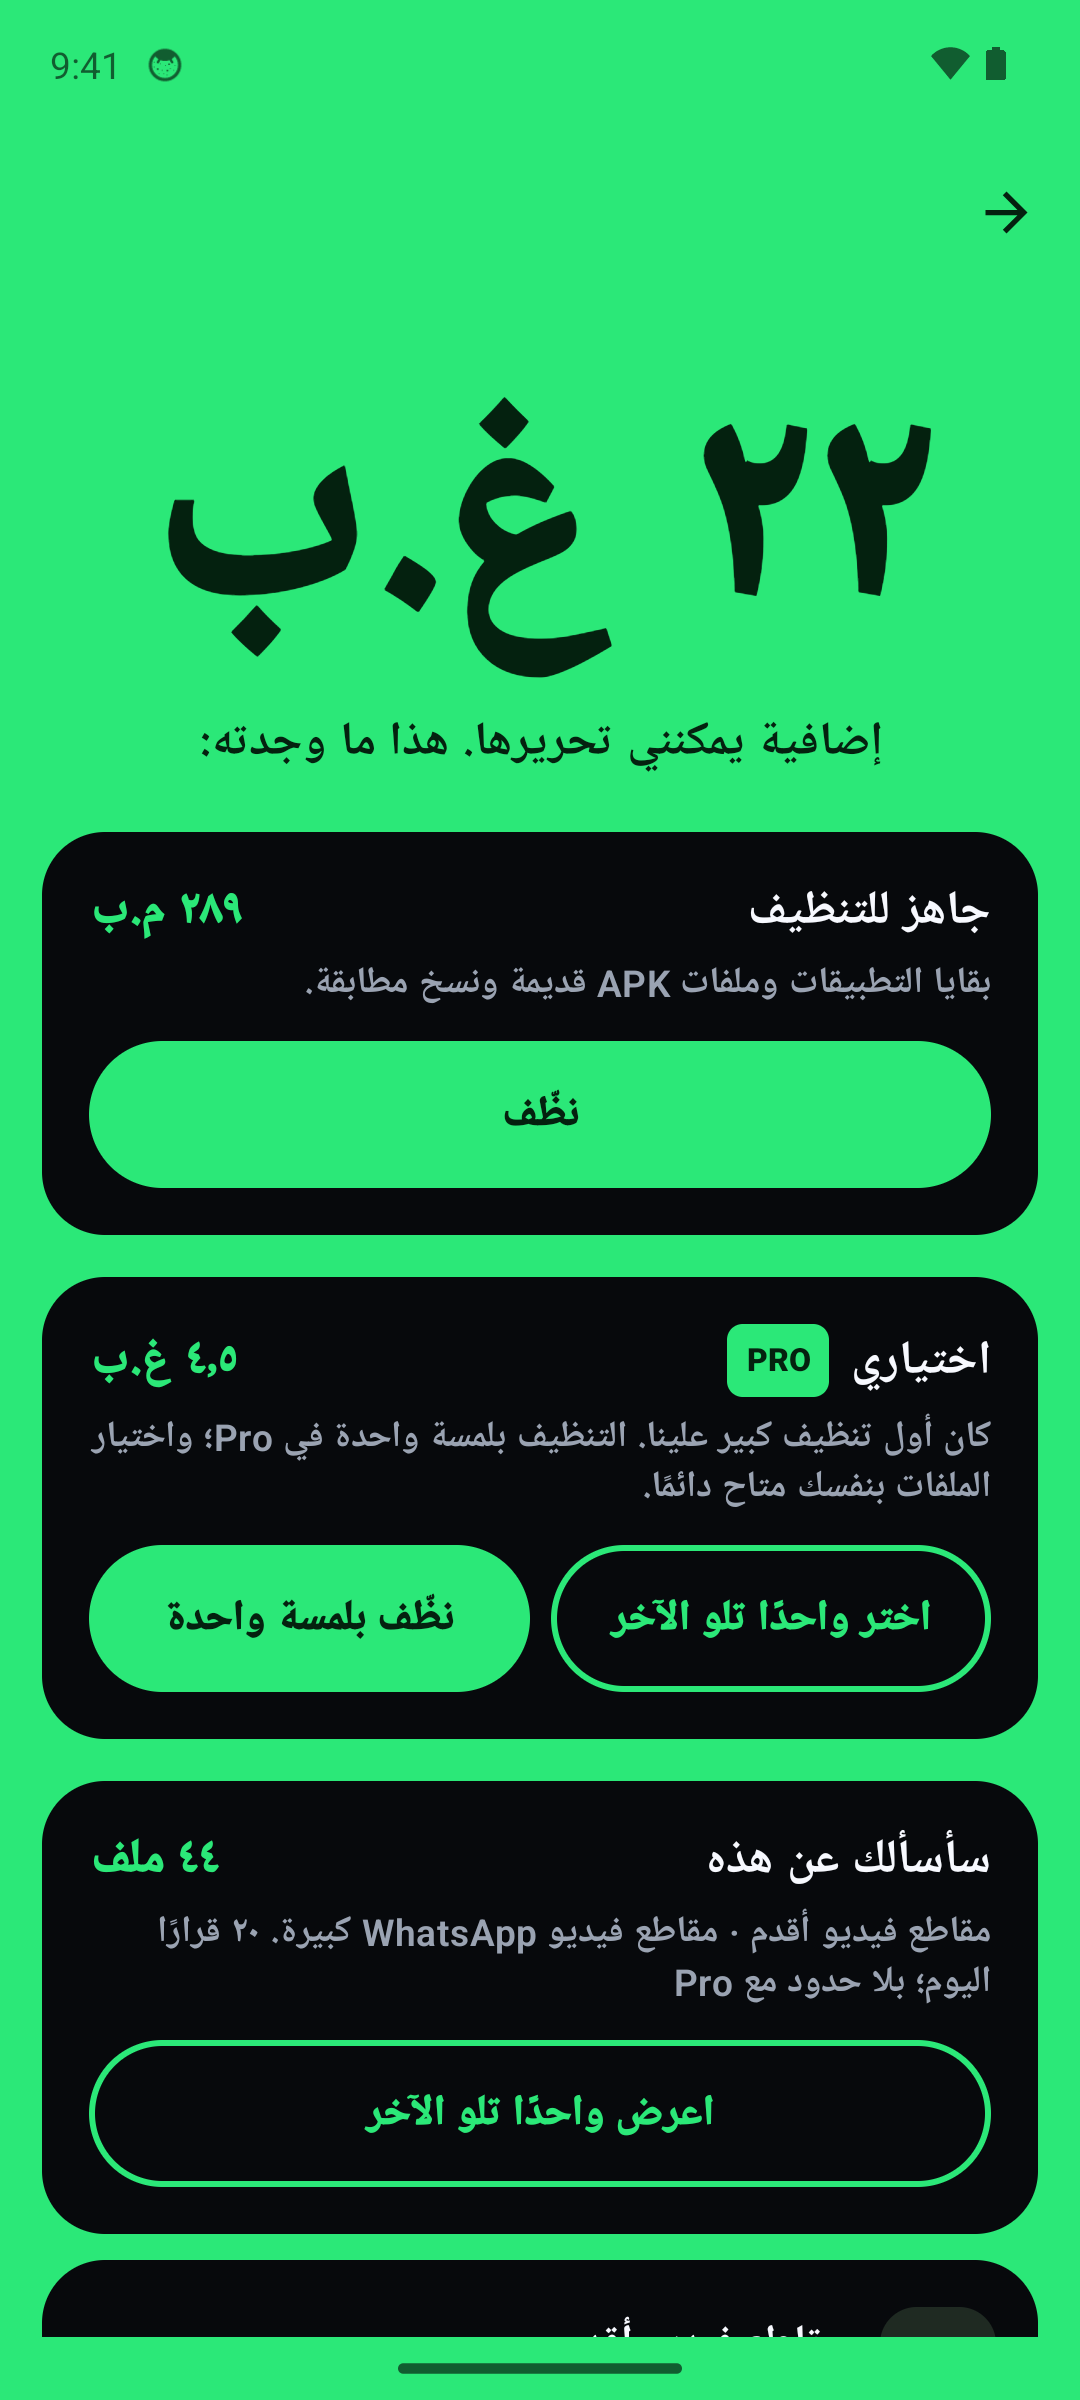 9:41
٢٢ غ.ب
إضافية يمكنني تحريرها. هذا ما وجدته:
جاهز للتنظيف
٢٨٩ م.ب
بقايا التطبيقات وملفات APK قديمة ونسخ مطابقة.
نظّف
اختياري PRO
٤,٥ غ.ب
كان أول تنظيف كبير علينا. التنظيف بلمسة واحدة في Pro؛ واختيار
الملفات بنفسك متاح دائمًا.
اختر واحدًا تلو الآخر
نظّف بلمسة واحدة
سأسألك عن هذه
٤٤ ملف
مقاطع فيديو أقدم · مقاطع فيديو WhatsApp كبيرة. ٢٠ قرارًا
اليوم؛ بلا حدود مع Pro
اعرض واحدًا تلو الآخر